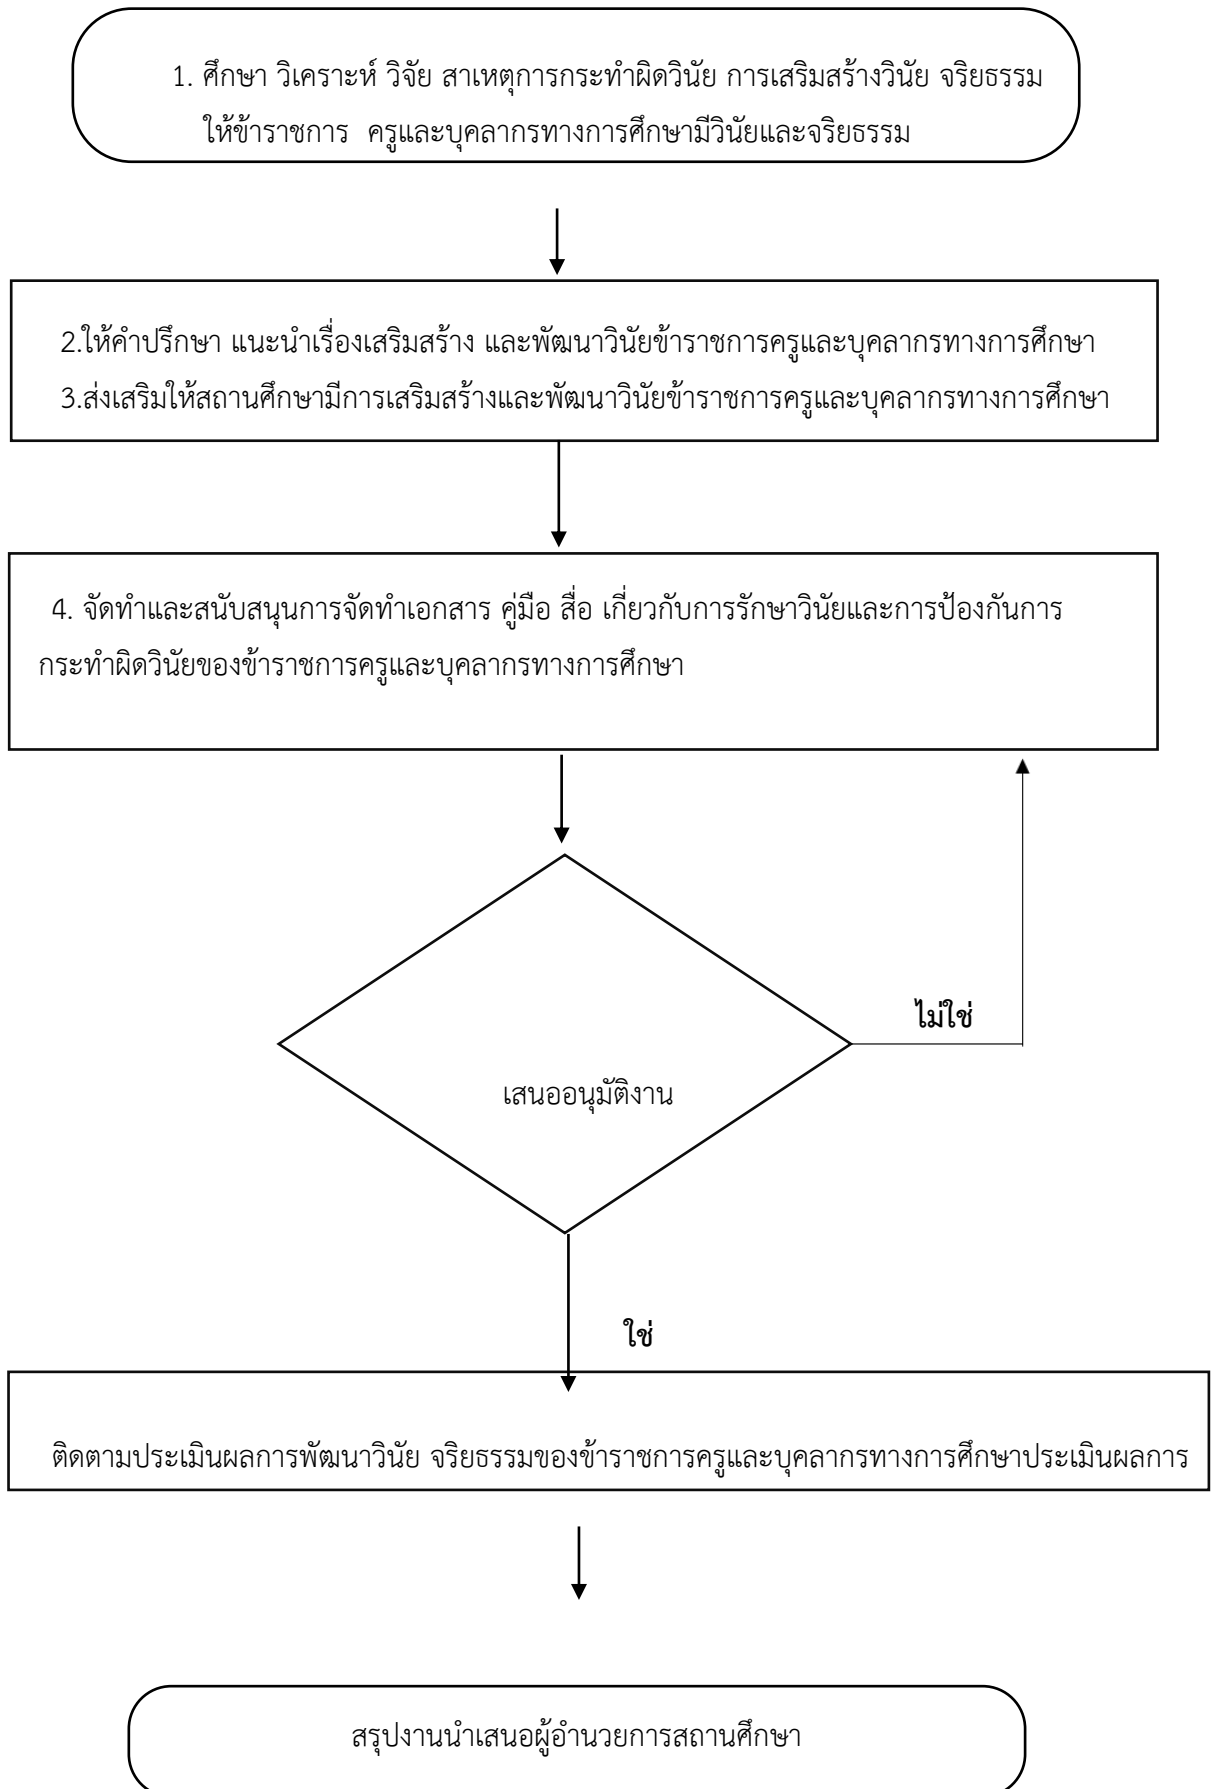 1. ศึกษา วิเคราะห์ วิจัย สาเหตุการกระทำผิดวินัย การเสริมสร้างวินัย จริยธรรม
ให้ข้าราชการ ครูและบุคลากรทางการศึกษามีวินัยและจริยธรรม
2.ให้คำปรึกษา แนะนำเรื่องเสริมสร้าง และพัฒนาวินัยข้าราชการครูและบุคลากรทางการศึกษา
3.ส่งเสริมให้สถานศึกษามีการเสริมสร้างและพัฒนาวินัยข้าราชการครูและบุคลากรทางการศึกษา
4. จัดทำและสนับสนุนการจัดทำเอกสาร คู่มือ สื่อ เกี่ยวกับการรักษาวินัยและการป้องกันการ
กระทำผิดวินัยของข้าราชการครูและบุคลากรทางการศึกษา
ไม่ใช่
เสนออนุมัติงาน
ใช่
ติดตามประเมินผลการพัฒนาวินัย จริยธรรมของข้าราชการครูและบุคลากรทางการศึกษาประเมินผลการ
สรุปงานนำเสนอผู้อำนวยการสถานศึกษา